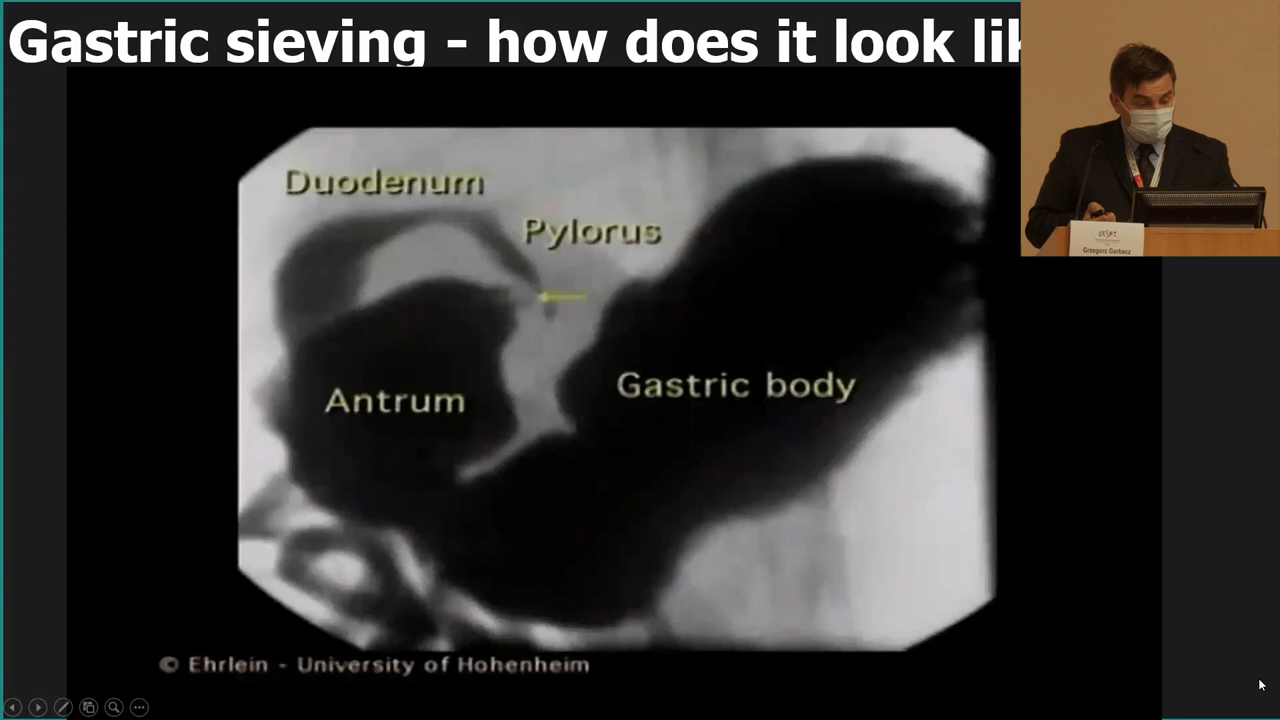 Gastric sieving - how does it look lik
Duodenum
Pylorus
Antrum
Gastric body
© Ehrlein - University of Hohenheim
Grzegorz Garbacz